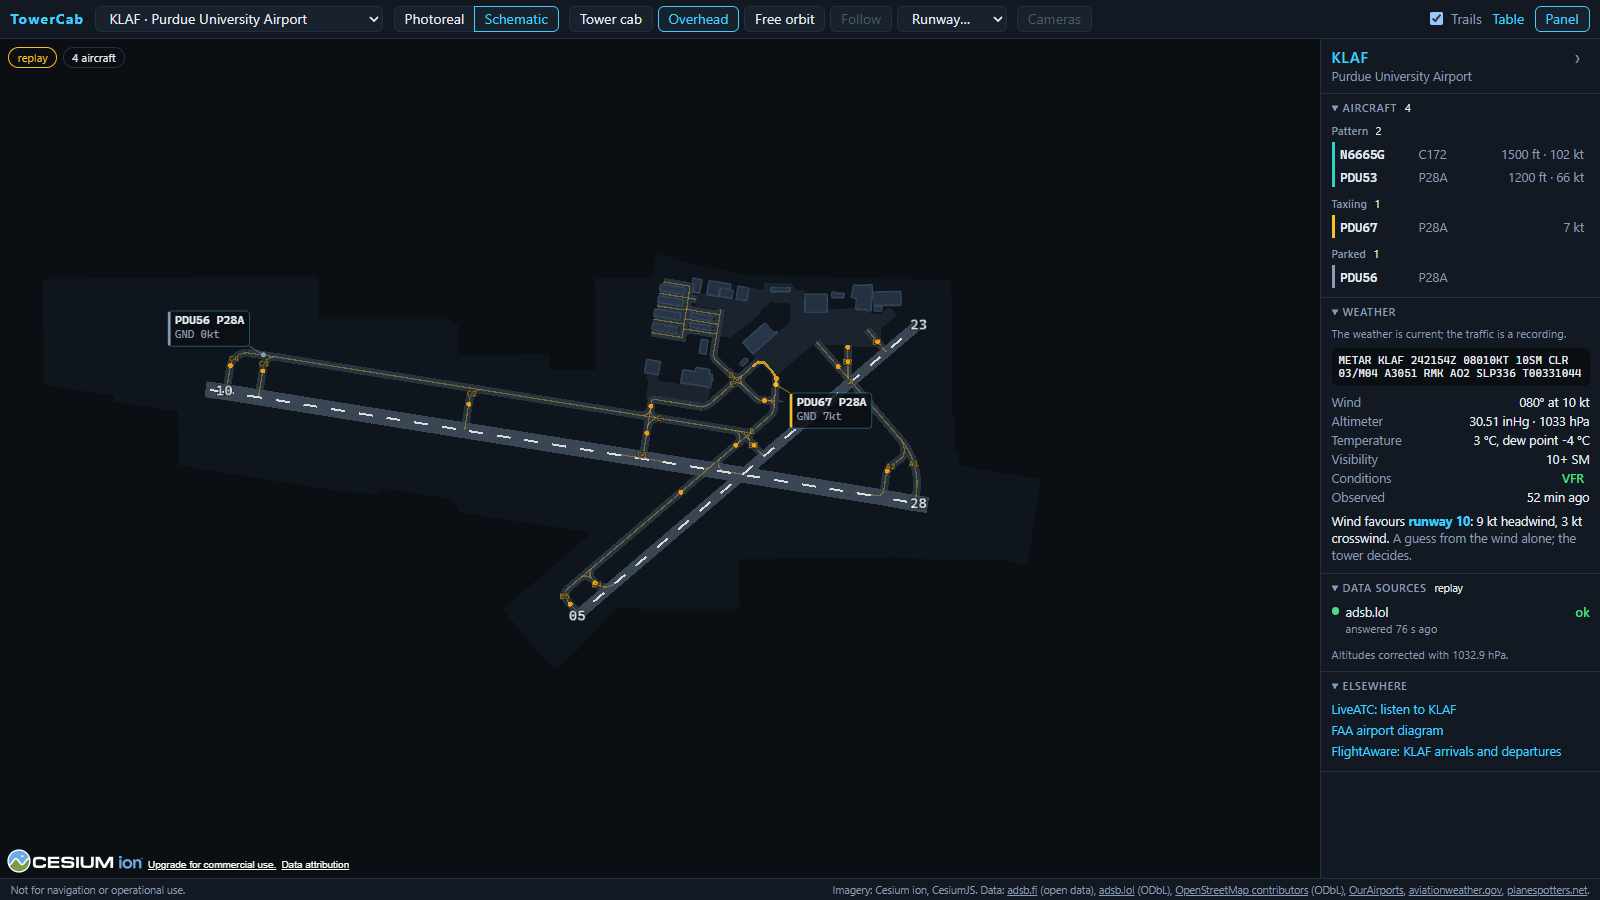 TowerCab
KLAF · Purdue University Airport
Photoreal
Schematic
Tower cab
Overhead
Free orbit
Follow
Runway...
Cameras
Trails
Table
Panel
replay
4 aircraft
PDU56 P28A
GND 0kt
PDU67 P28A
GND 7kt
10
23
28
05
KLAF
Purdue University Airport
AIRCRAFT 4
Pattern 2
N6665G C172 1500 ft · 102 kt
PDU53 P28A 1200 ft · 66 kt
Taxiing 1
PDU67 P28A 7 kt
Parked 1
PDU56 P28A
WEATHER
The weather is current; the traffic is a recording.
METAR KLAF 242154Z 08010KT 10SM CLR
03/M04 A3051 RMK AO2 SLP336 T00331044
Wind 080° at 10 kt
Altimeter 30.51 inHg · 1033 hPa
Temperature 3 °C, dew point -4 °C
Visibility 10+ SM
Conditions VFR
Observed 52 min ago
Wind favours runway 10: 9 kt headwind, 3 kt
crosswind. A guess from the wind alone; the
tower decides.
DATA SOURCES replay
adsb.lol ok
answered 76 s ago
Altitudes corrected with 1032.9 hPa.
ELSEWHERE
LiveATC: listen to KLAF
FAA airport diagram
FlightAware: KLAF arrivals and departures
CESIUM ion Upgrade for commercial use. Data attribution
Not for navigation or operational use.
Imagery: Cesium ion, CesiumJS. Data: adsb.fi (open data), adsb.lol (ODbL), OpenStreetMap contributors (ODbL), OurAirports, aviationweather.gov, planespotters.net.